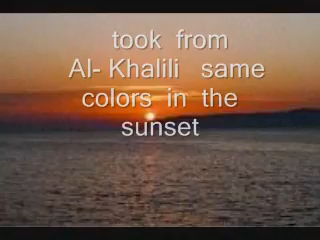 took from
Al- Khalili same
colors in the
sunset